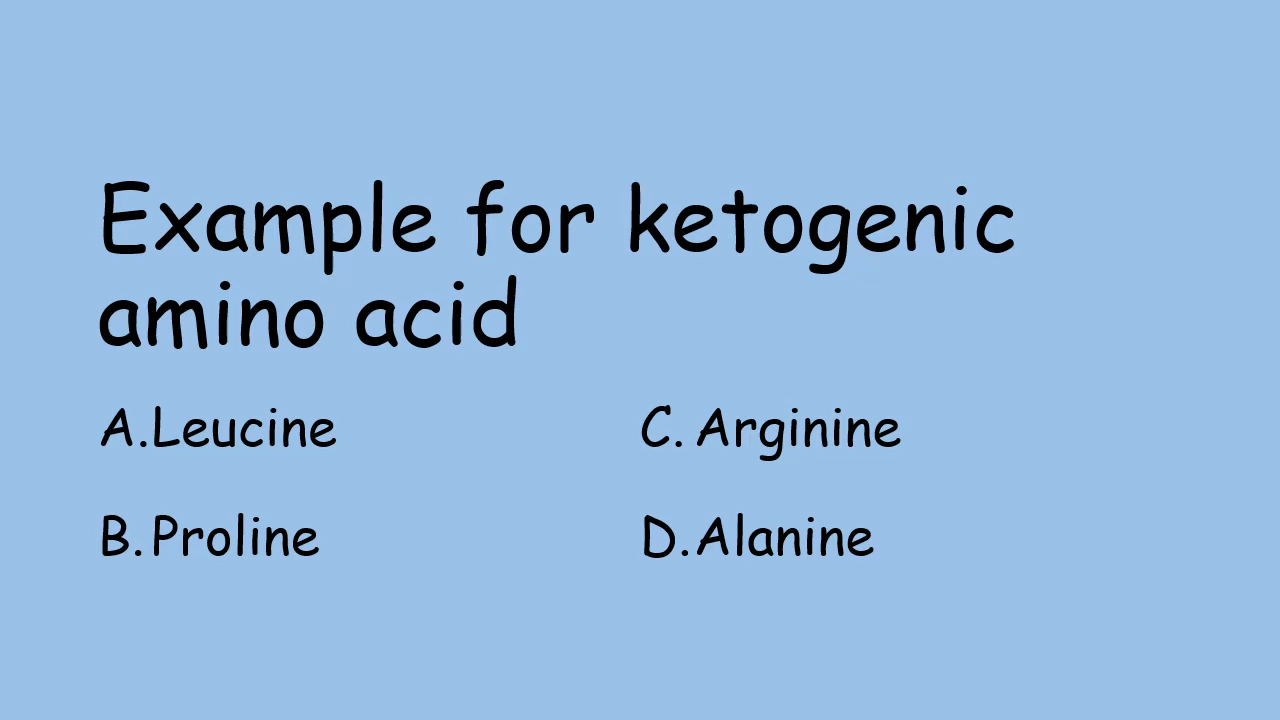 Example for ketogenic
amino acid
A.Leucine
B. Proline
C. Arginine
D.Alanine